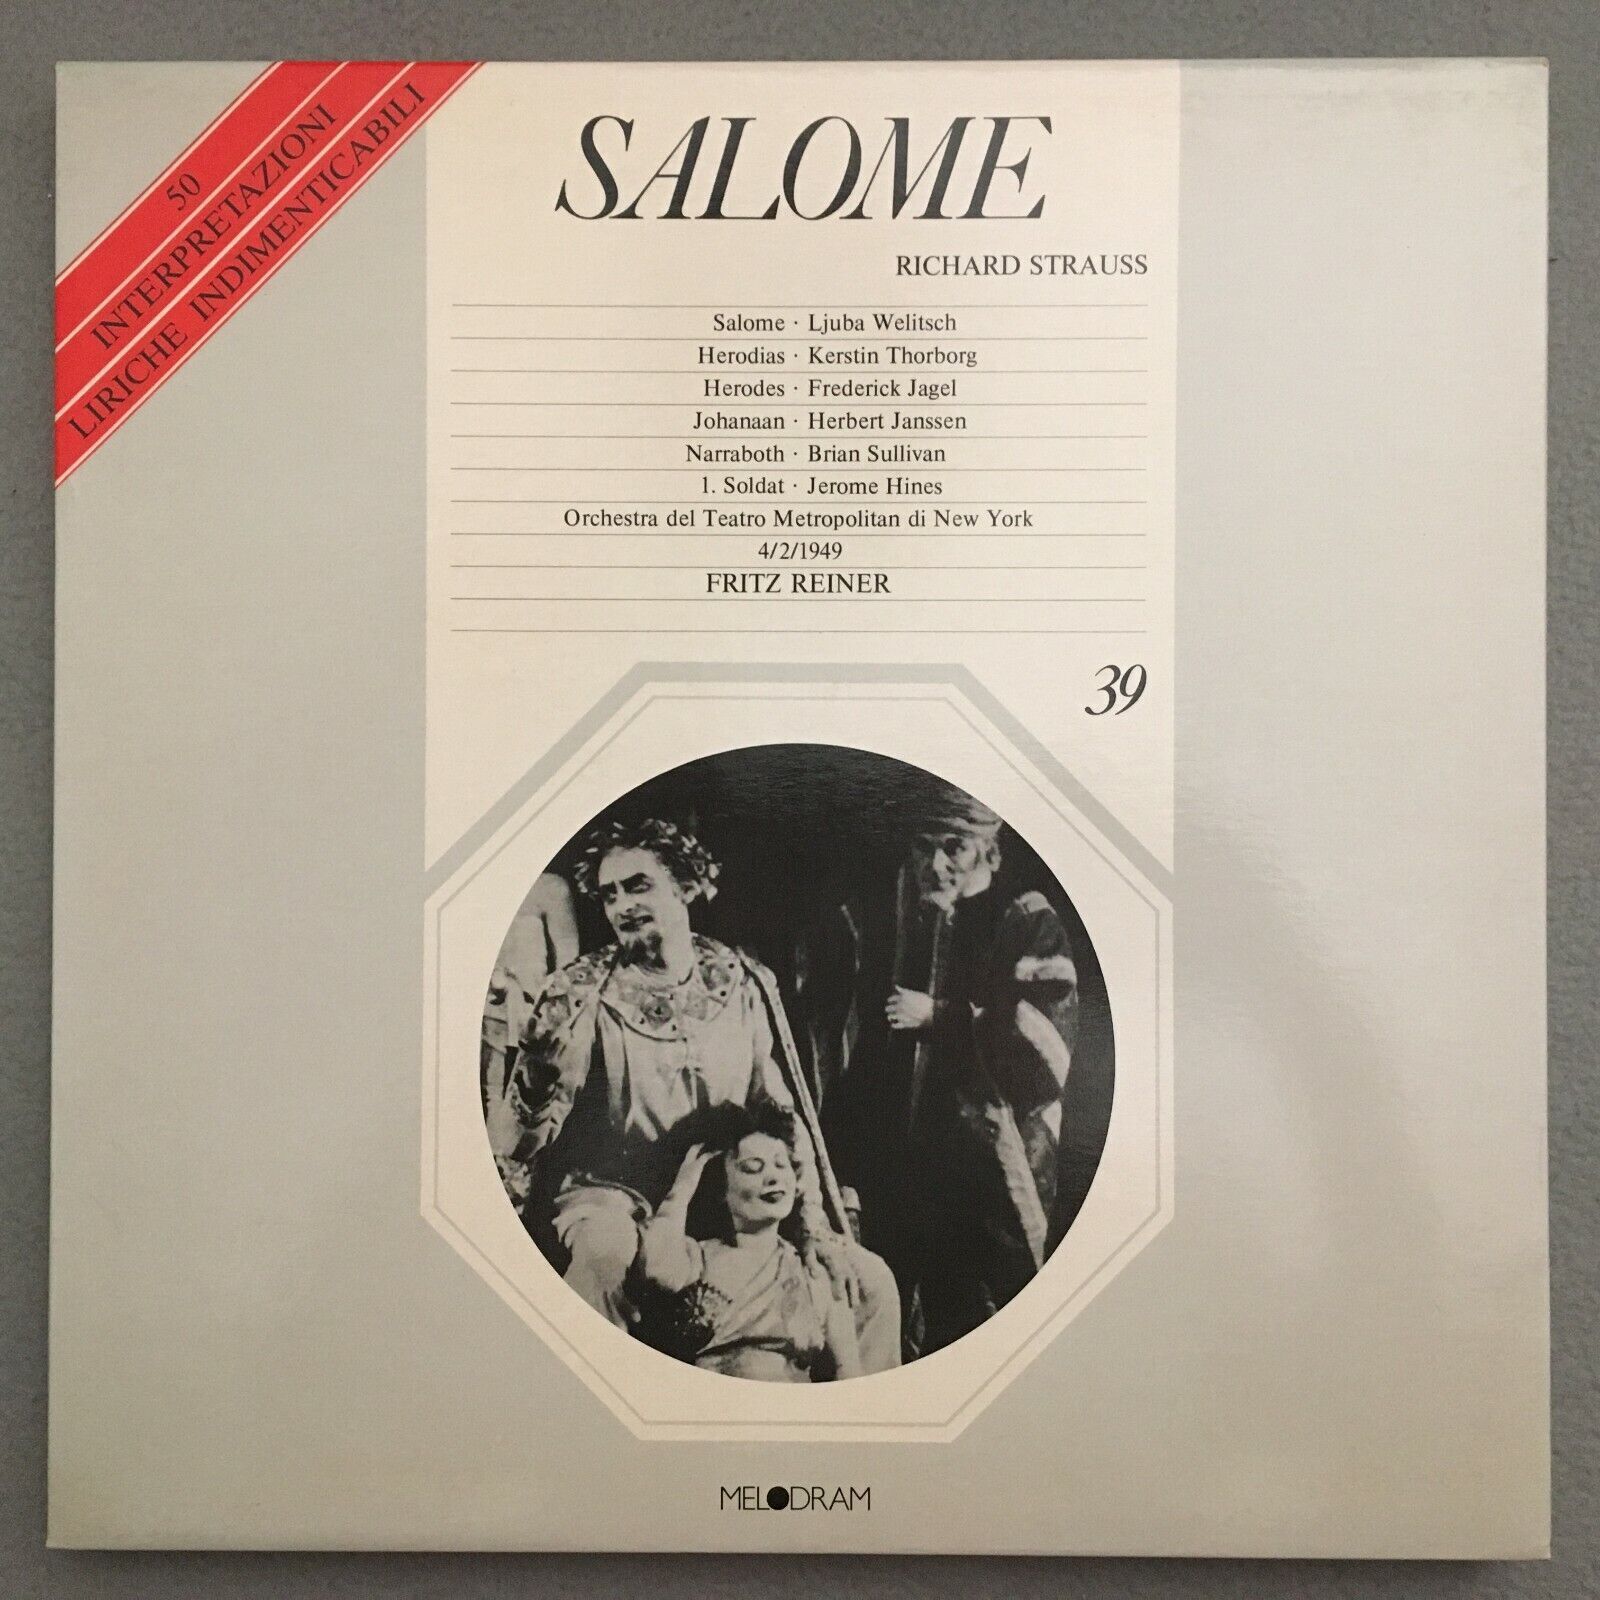 50
INTERPRETAZIONI
LIRICHE INDIMENTICABILI
SALOME
RICHARD STRAUSS
Salome · Ljuba Welitsch
Herodias · Kerstin Thorborg
Herodes · Frederick Jagel
Johanaan · Herbert Janssen
Narraboth · Brian Sullivan
1. Soldat · Jerome Hines
Orchestra del Teatro Metropolitan di New York
4/2/1949
FRITZ REINER
39
MELODRAM